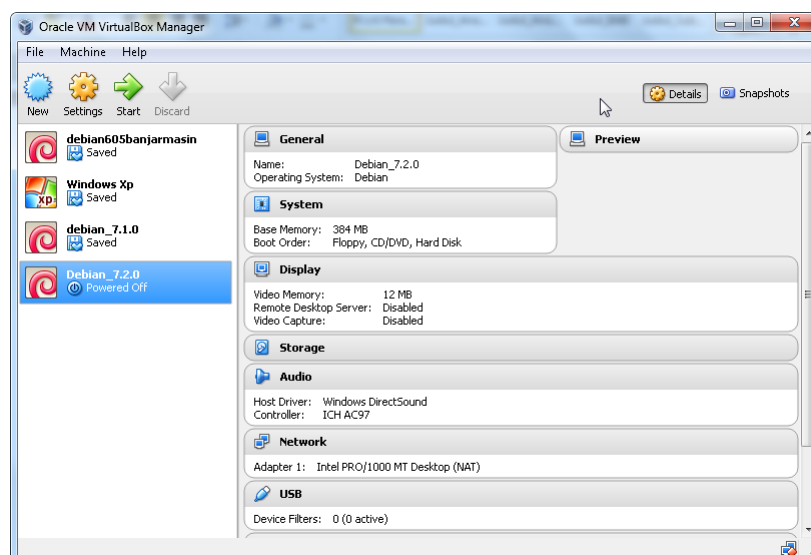 Oracle VM VirtualBox Manager
File Machine Help
New Settings Start Discard
Details Snapshots
debian605banjarmasin
Saved
Windows Xp
Saved
debian_7.1.0
Saved
Debian_7.2.0
Powered Off
General
Name: Debian_7.2.0
Operating System: Debian
System
Base Memory: 384 MB
Boot Order: Floppy, CD/DVD, Hard Disk
Preview
Display
Video Memory: 12 MB
Remote Desktop Server: Disabled
Video Capture: Disabled
Storage
Audio
Host Driver: Windows DirectSound
Controller: ICH AC97
Network
Adapter 1: Intel PRO/1000 MT Desktop (NAT)
USB
Device Filters: 0 (0 active)